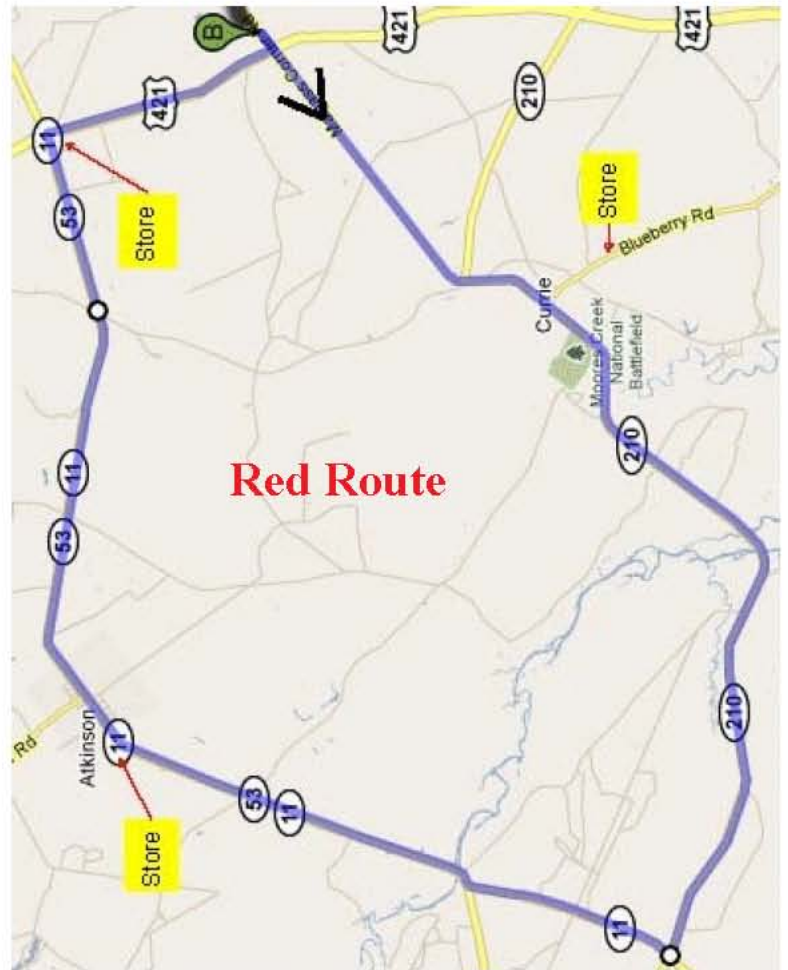 B
421
421
421
210
11
53
Store
Store
Blueberry Rd
Currie
Moores Creek
National
Battlefield
210
11
53
Red Route
Rd
Atkinson
11
Store
53
11
210
11